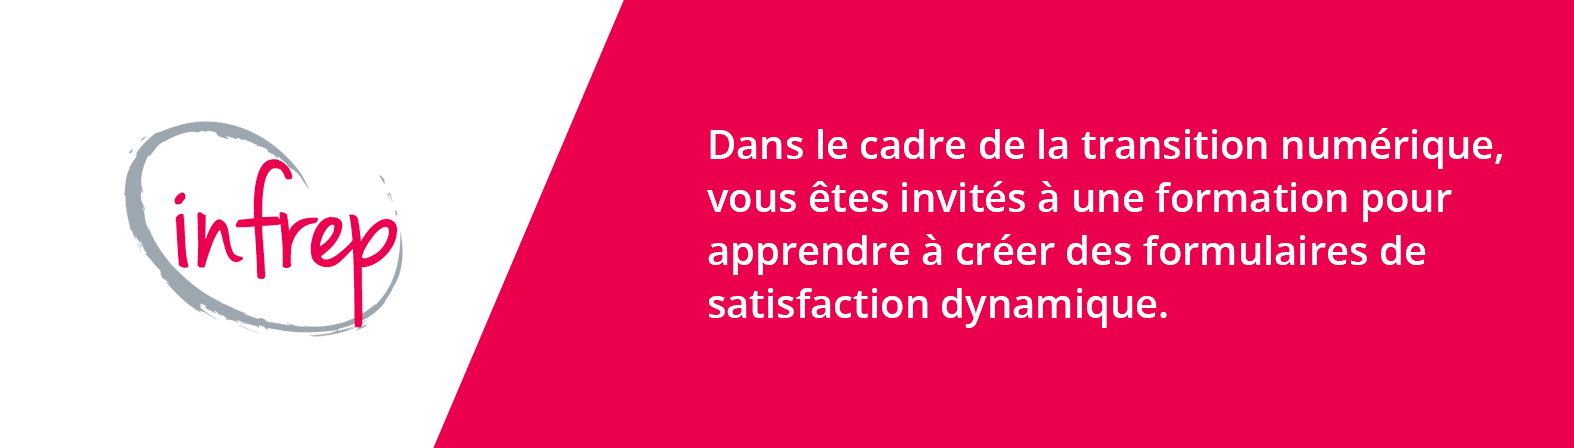 infrep
Dans le cadre de la transition numérique,
vous êtes invités à une formation pour
apprendre à créer des formulaires de
satisfaction dynamique.